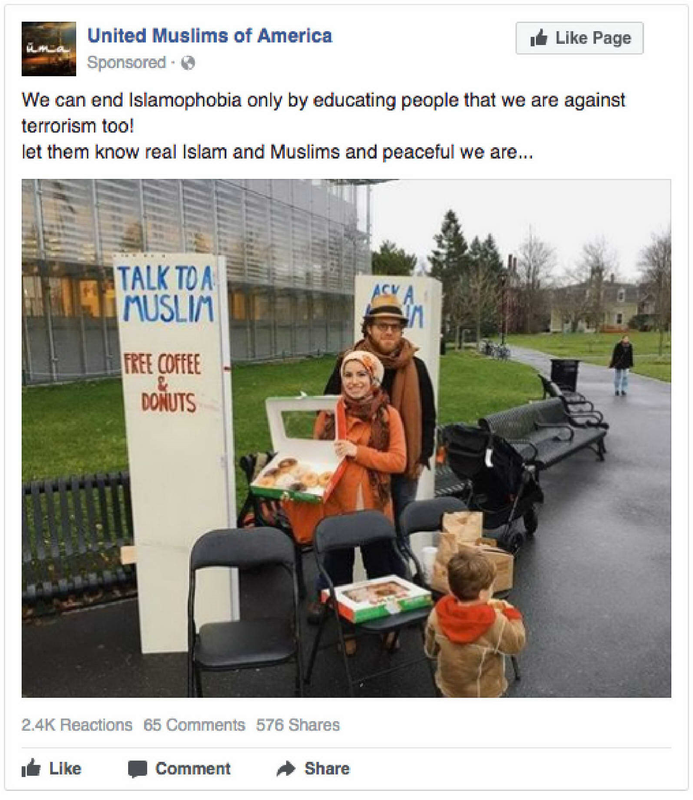 uma
United Muslims of America
Like Page
Sponsored ·
We can end Islamophobia only by educating people that we are against
terrorism too!
let them know real Islam and Muslims and peaceful we are...
TALK TO A
MUSLIM
FREE COFFEE
&
DONUTS
ASK A
2.4K Reactions 65 Comments 576 Shares
Like Comment Share